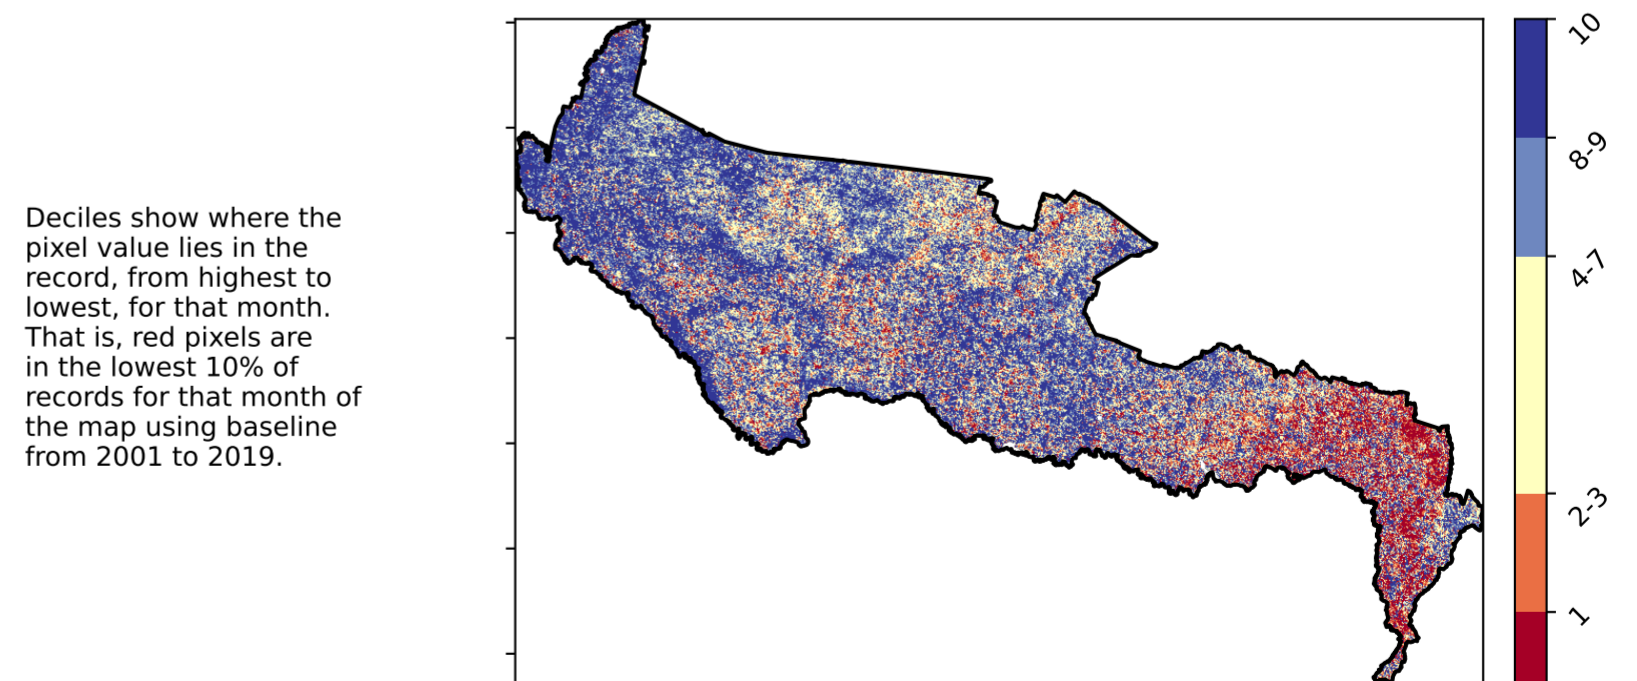 Deciles show where the
pixel value lies in the
record, from highest to
lowest, for that month.
That is, red pixels are
in the lowest 10% of
records for that month of
the map using baseline
from 2001 to 2019.
10
8-9
4-7
2-3
1